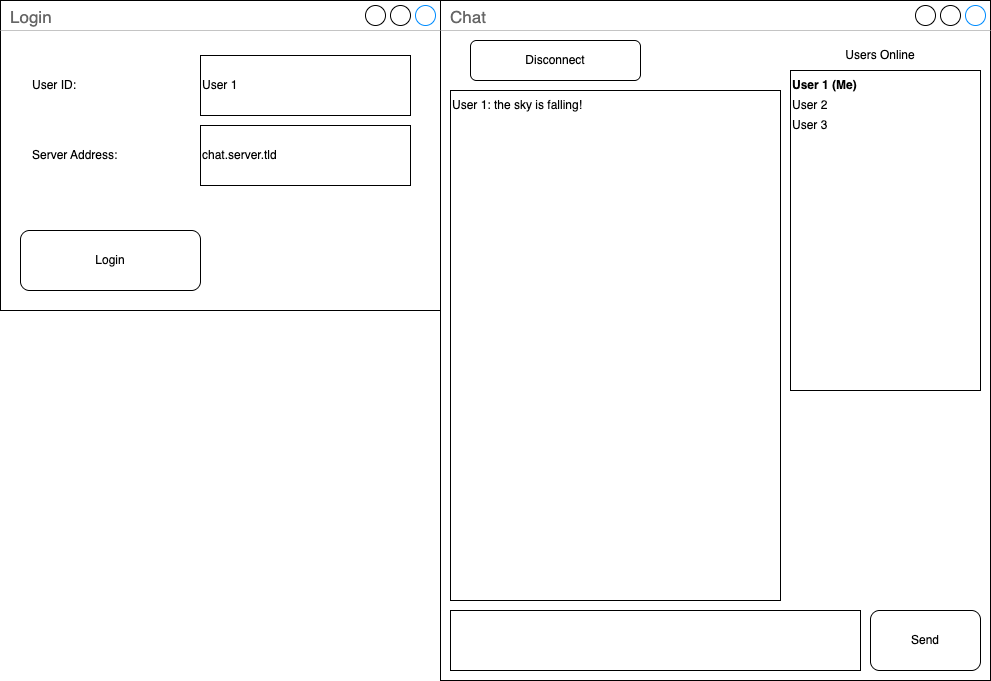 Login
User ID:
User 1
Server Address:
chat.server.tld
Login
Chat
Disconnect
Users Online
User 1: the sky is falling!
User 1 (Me)
User 2
User 3
Send